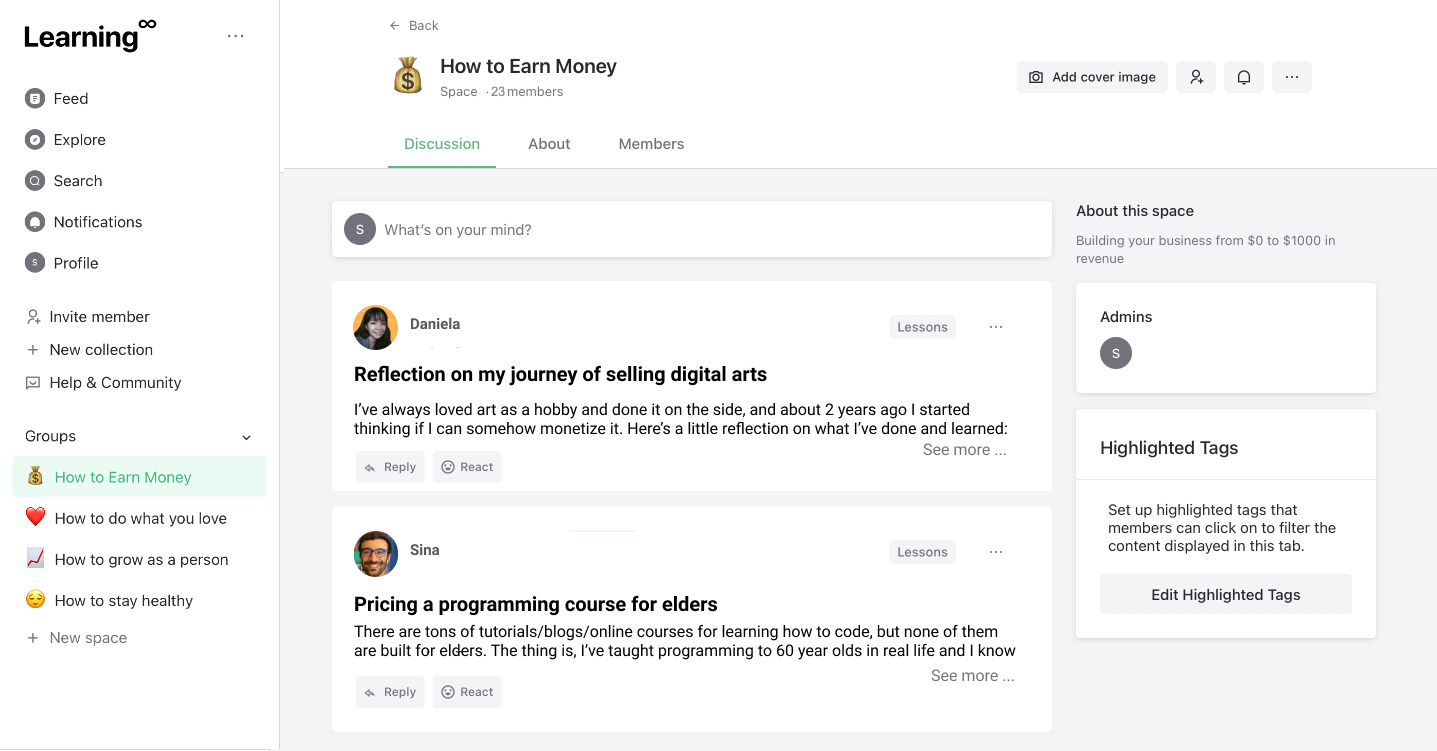 Learning∞
...
Feed
Explore
Search
Notifications
S Profile
Invite member
+ New collection
Help & Community
Groups
How to Earn Money
How to do what you love
How to grow as a person
How to stay healthy
+ New space
← Back
How to Earn Money
Space · 23 members
Add cover image
...
Discussion About Members
S What's on your mind?
Daniela
Lessons ...
Reflection on my journey of selling digital arts
I've always loved art as a hobby and done it on the side, and about 2 years ago I started
thinking if I can somehow monetize it. Here's a little reflection on what I've done and learned:
See more ...
Reply React
Sina
Lessons ...
Pricing a programming course for elders
There are tons of tutorials/blogs/online courses for learning how to code, but none of them
are built for elders. The thing is, I've taught programming to 60 year olds in real life and I know
See more ...
Reply React
About this space
Building your business from $0 to $1000 in
revenue
Admins
S
Highlighted Tags
Set up highlighted tags that
members can click on to filter the
content displayed in this tab.
Edit Highlighted Tags